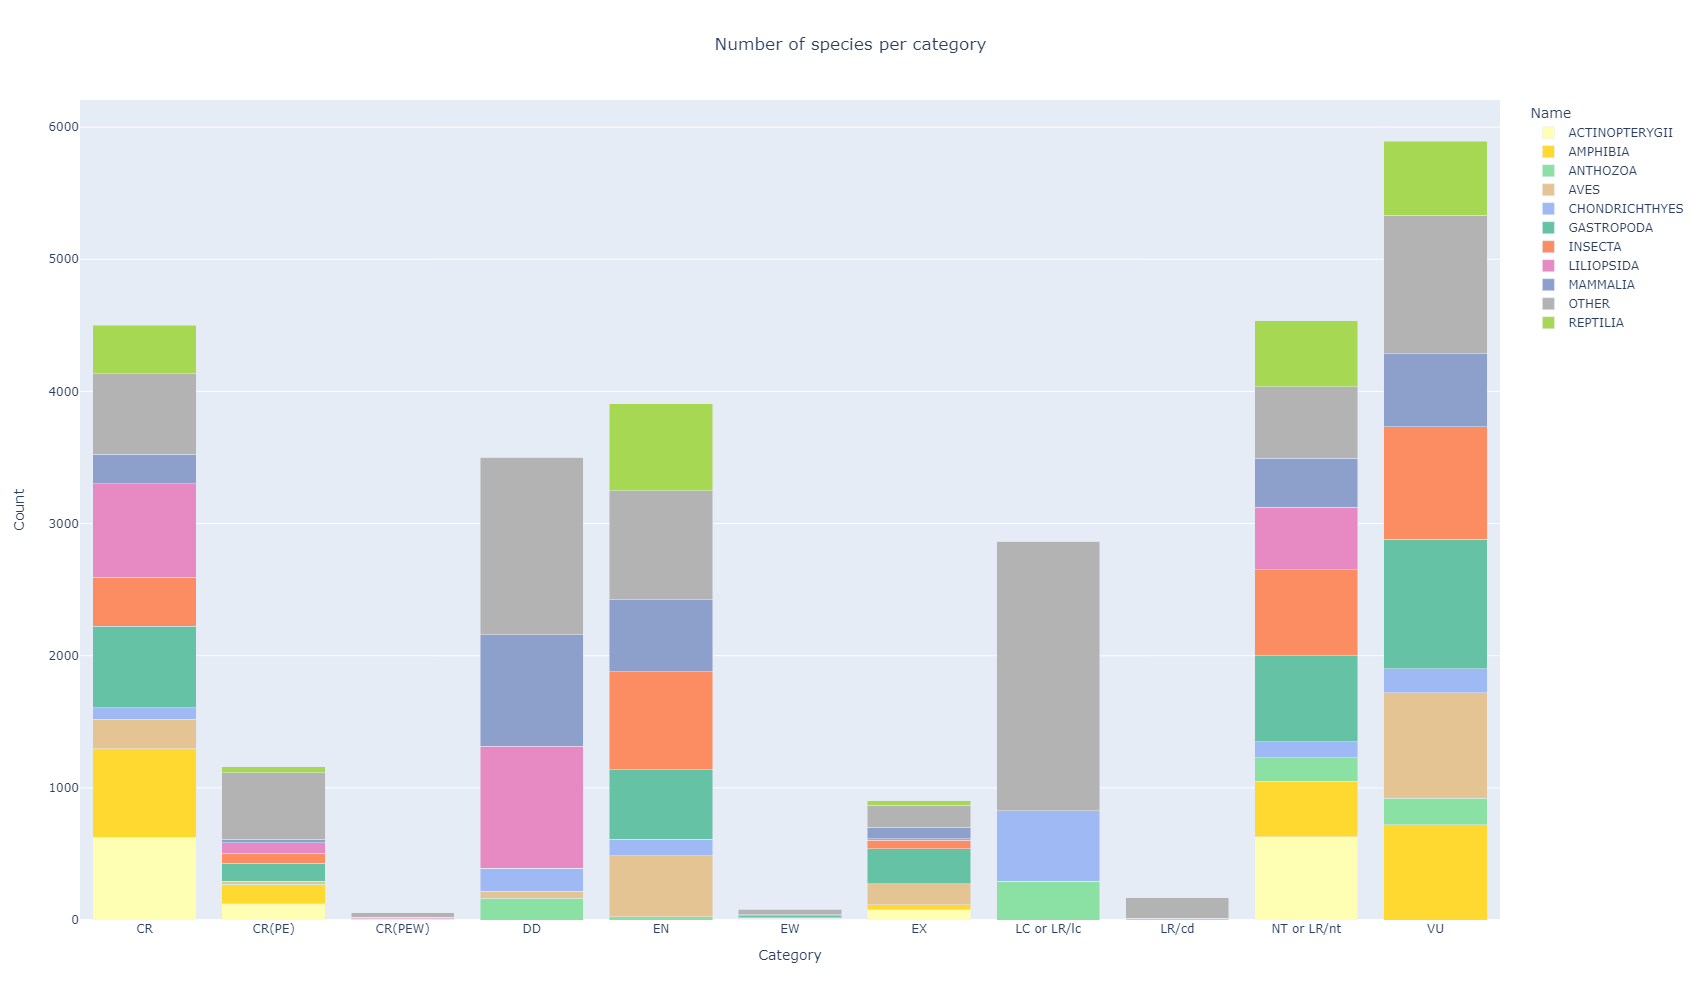 Number of species per category
Name
ACTINOPTERYGII
AMPHIBIA
ANTHOZOA
AVES
CHONDRICHTHYES
GASTROPODA
INSECTA
LILIOPSIDA
MAMMALIA
OTHER
REPTILIA
Count
6000
5000
4000
3000
2000
1000
0
CR CR(PE) CR(PEW) DD EN EW EX LC or LR/lc LR/cd NT or LR/nt VU
Category